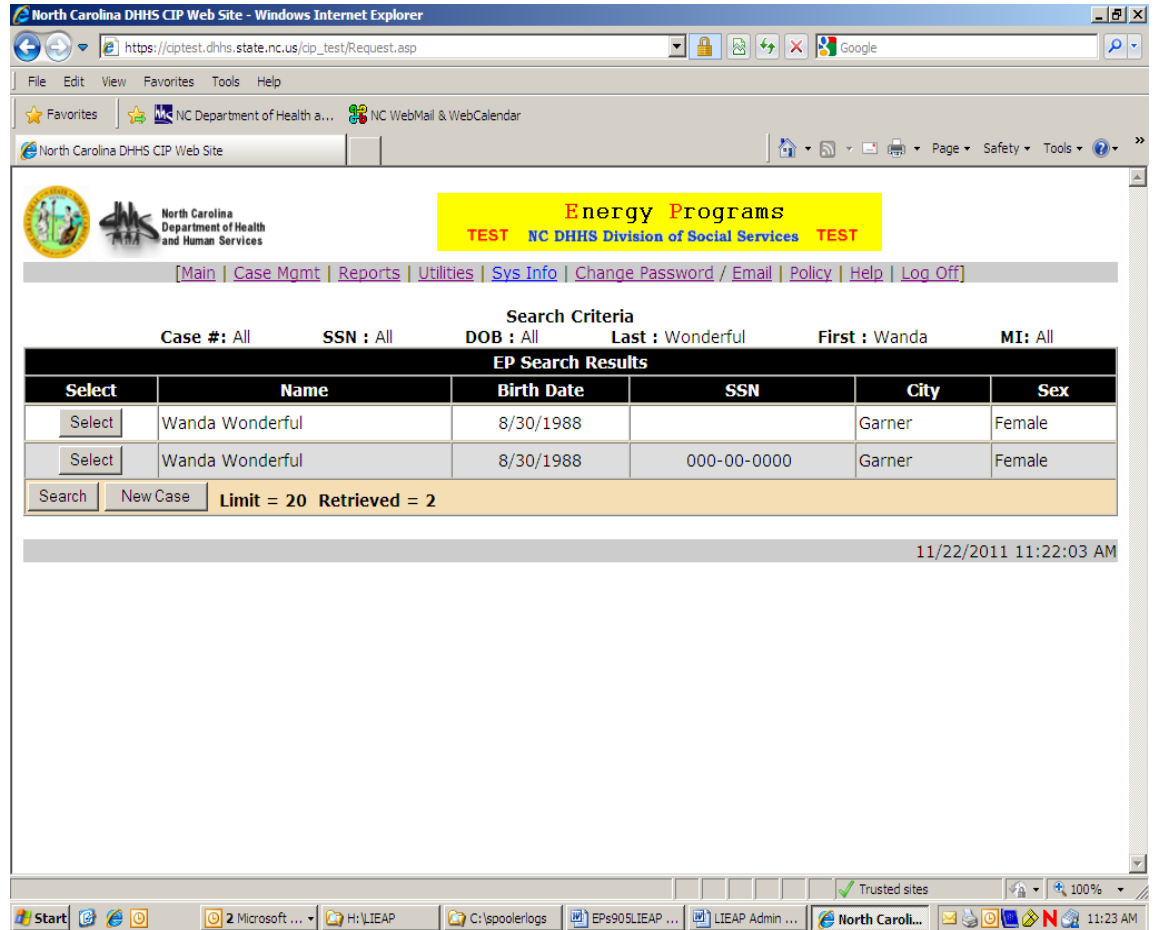 North Carolina DHHS CIP Web Site - Windows Internet Explorer
https://ciptest.dhhs.state.nc.us/cip_test/Request.asp
Google
File Edit View Favorites Tools Help
Favorites NC Department of Health a... NC WebMail & WebCalendar
North Carolina DHHS CIP Web Site Page Safety Tools »
dhhs North Carolina
Department of Health
and Human Services
Energy Programs
TEST NC DHHS Division of Social Services TEST
[Main | Case Mgmt | Reports | Utilities | Sys Info | Change Password / Email | Policy | Help | Log Off]
Search Criteria
Case #: All SSN : All DOB : All Last : Wonderful First : Wanda MI: All
EP Search Results
Select Name Birth Date SSN City Sex
Select Wanda Wonderful 8/30/1988 Garner Female
Select Wanda Wonderful 8/30/1988 000-00-0000 Garner Female
Search New Case Limit = 20 Retrieved = 2
11/22/2011 11:22:03 AM
Trusted sites 100%
Start 2 Microsoft ... H:\LIEAP C:\spoolerlogs EPs905LIEAP ... LIEAP Admin ... North Caroli... 11:23 AM